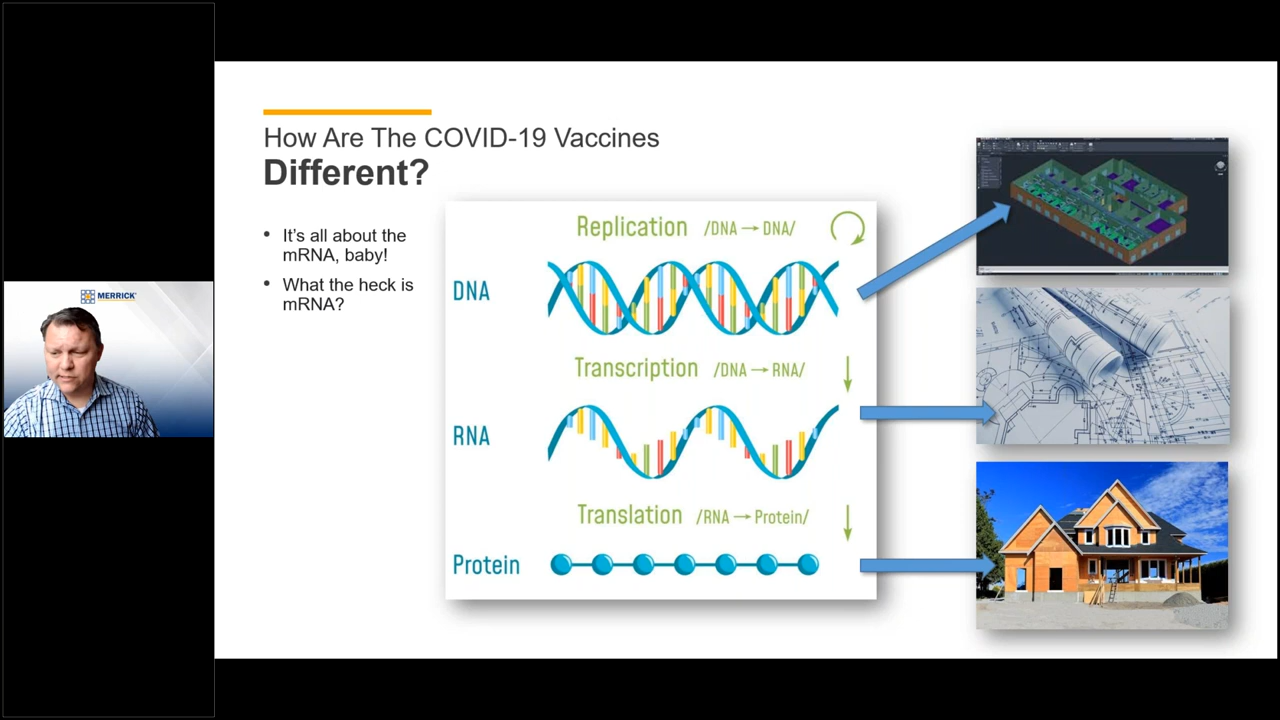 MERRICK
How Are The COVID-19 Vaccines
Different?
• It's all about the
mRNA, baby!
• What the heck is
mRNA?
Replication /DNA → DNA/
DNA
Transcription /DNA → RNA/
RNA
Translation /RNA → Protein/
Protein